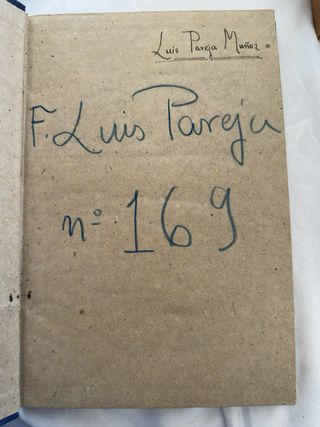 Luis Pareja Muñoz.
F. Luis Pareja
nº 169